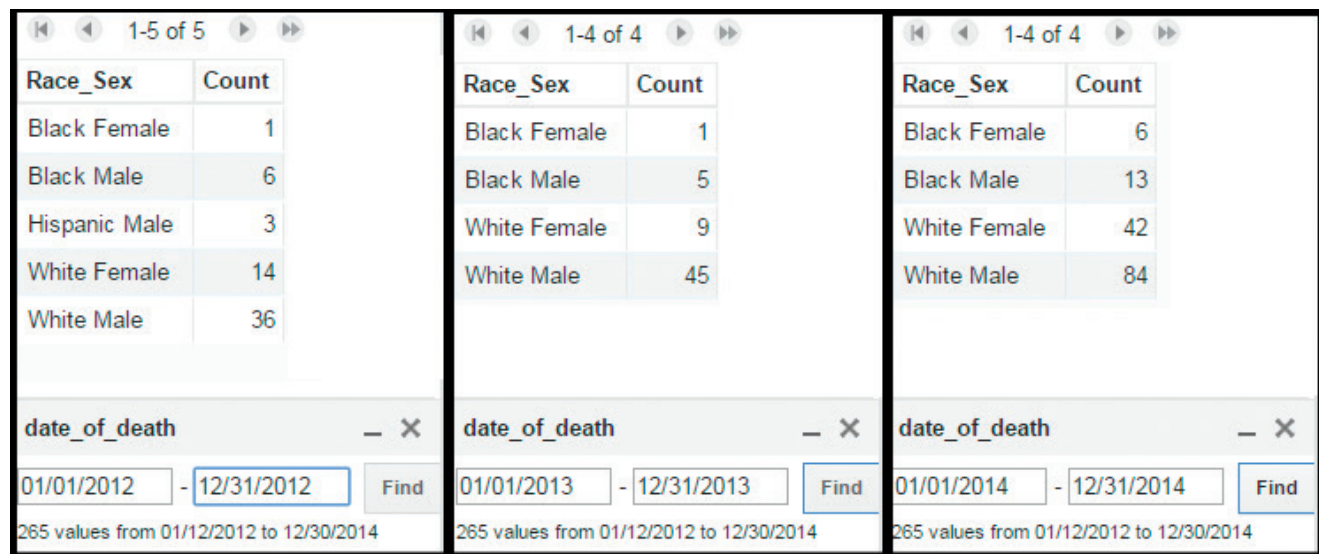 1-5 of 5
Race_Sex Count
Black Female 1
Black Male 6
Hispanic Male 3
White Female 14
White Male 36
date_of_death
01/01/2012 - 12/31/2012 Find
265 values from 01/12/2012 to 12/30/2014
1-4 of 4
Race_Sex Count
Black Female 1
Black Male 5
White Female 9
White Male 45
date_of_death
01/01/2013 - 12/31/2013 Find
265 values from 01/12/2012 to 12/30/2014
1-4 of 4
Race_Sex Count
Black Female 6
Black Male 13
White Female 42
White Male 84
date_of_death
01/01/2014 - 12/31/2014 Find
265 values from 01/12/2012 to 12/30/2014